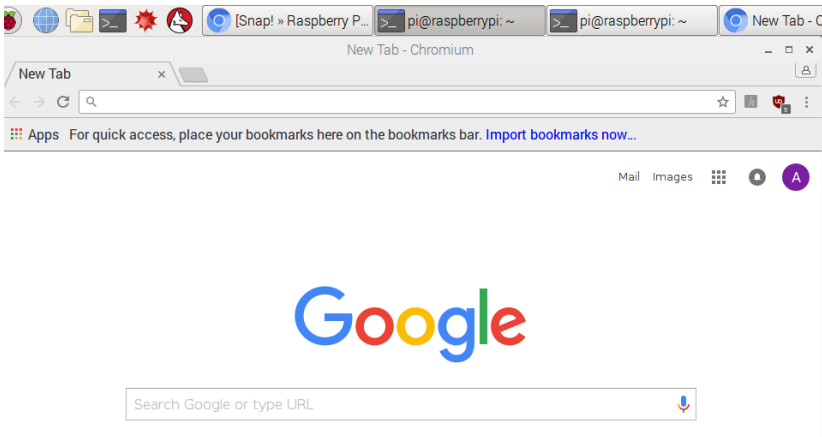 [Snap! » Raspberry P... pi@raspberrypi: ~ pi@raspberrypi: ~ New Tab - C
New Tab - Chromium
New Tab
Apps For quick access, place your bookmarks here on the bookmarks bar. Import bookmarks now...
Mail Images A
Google
Search Google or type URL